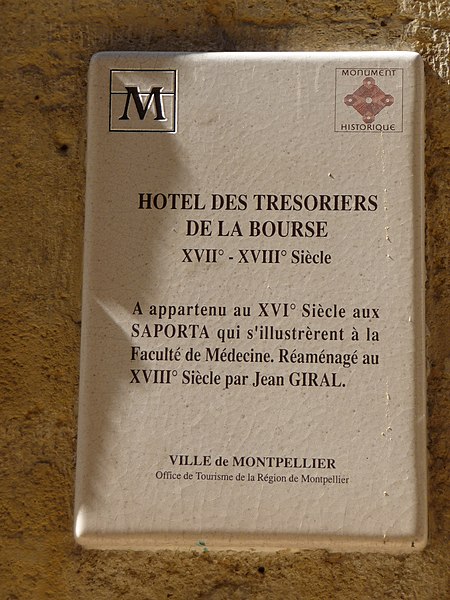 M
MONUMENT
HISTORIQUE
HOTEL DES TRESORIERS
DE LA BOURSE
XVII° - XVIII° Siècle
A appartenu au XVI° Siècle aux
SAPORTA qui s'illustrèrent à la
Faculté de Médecine. Réaménagé au
XVIII° Siècle par Jean GIRAL.
VILLE de MONTPELLIER
Office de Tourisme de la Région de Montpellier